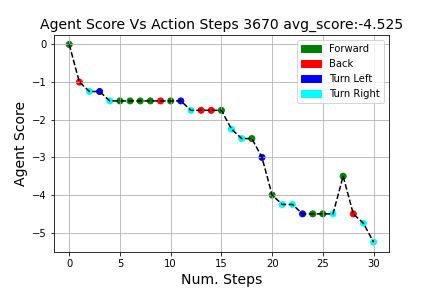 Agent Score Vs Action Steps 3670 avg_score:-4.525
Forward
Back
Turn Left
Turn Right
Agent Score
0
−1
−2
−3
−4
−5
0 5 10 15 20 25 30
Num. Steps